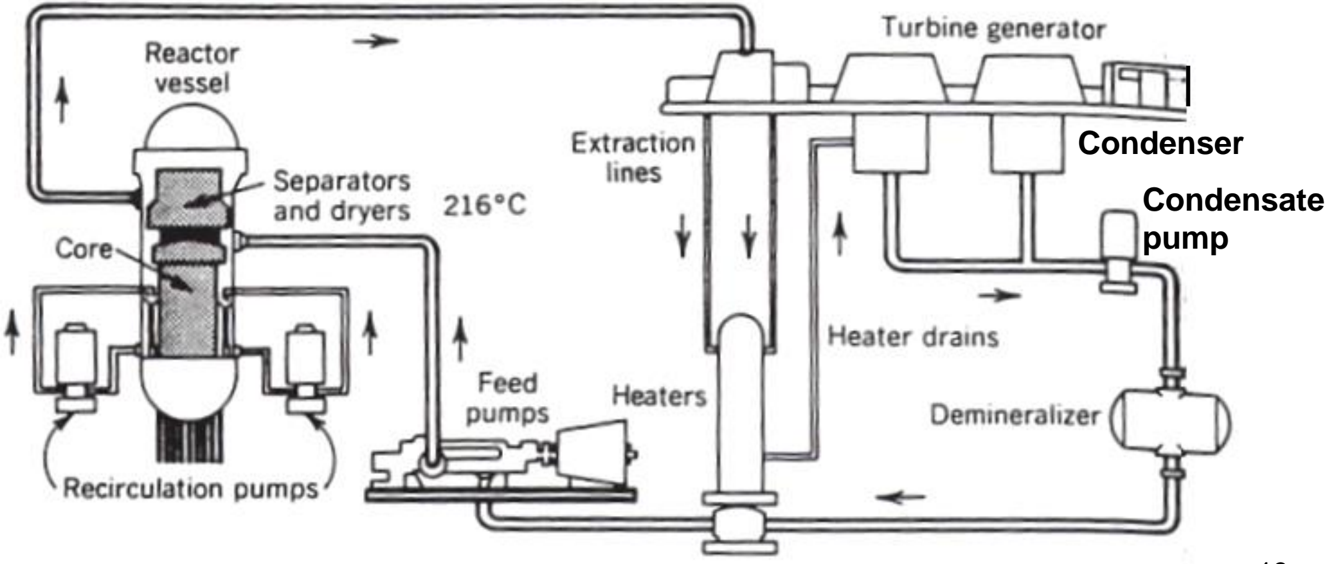 Reactor
vessel
Separators
and dryers
216°C
Core
Recirculation pumps
Feed
pumps
Turbine generator
Extraction
lines
Condenser
Condensate
pump
Heater drains
Heaters
Demineralizer